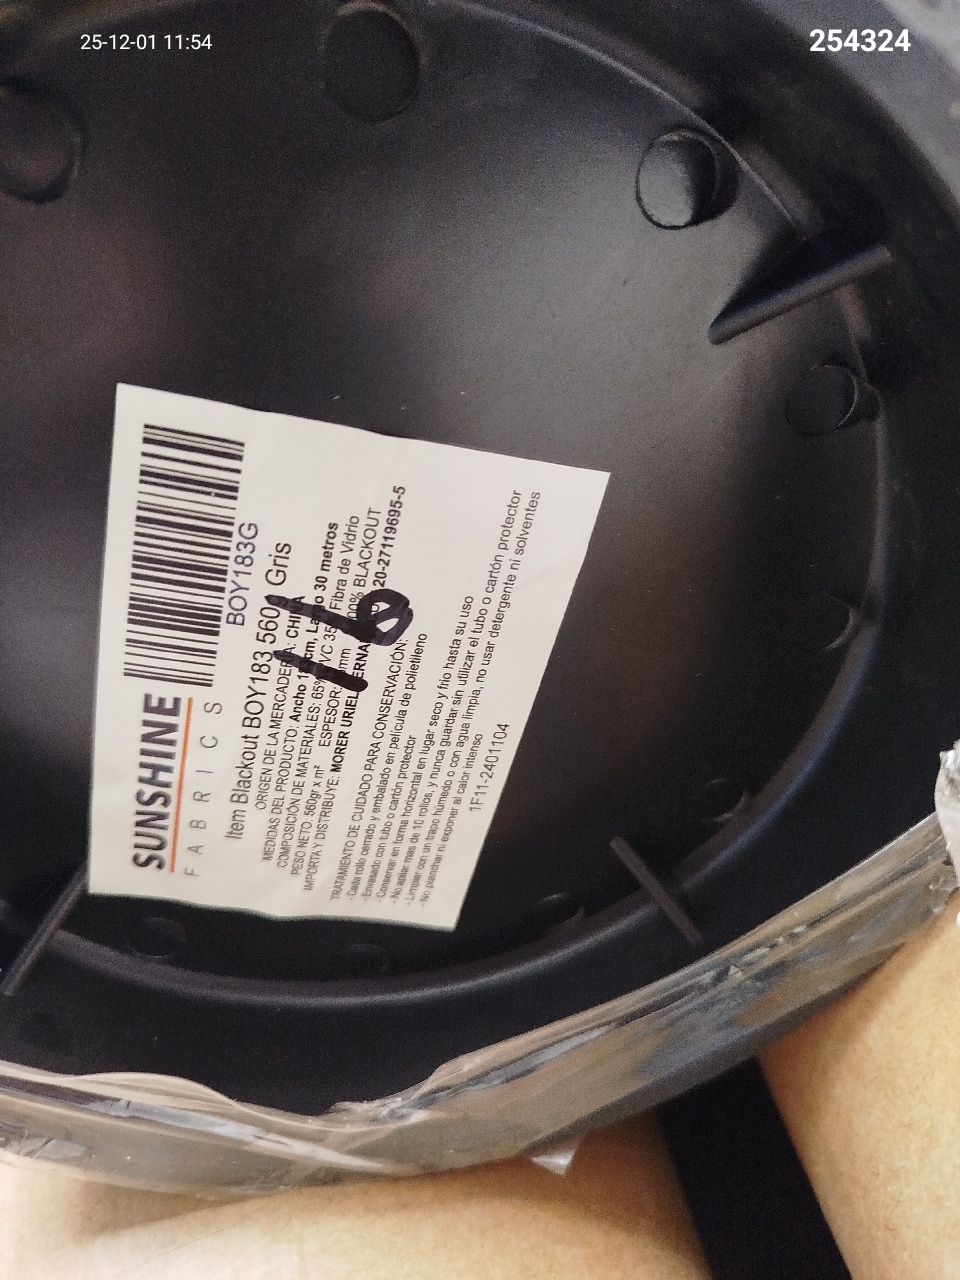 25-12-01 11:54
254324
SUNSHINE
FABRICS
BOY183G
Item Blackout BOY183 560 Gris
ORIGEN DE LA MERCADERIA: CHINA
MEDIDAS DEL PRODUCTO: Ancho cm, Largo 30 metros
COMPOSICIÓN DE MATERIALES: 65% Fibra de Vidrio
PESO NETO: 560gr x m² ESPESOR: mm BLACKOUT
IMPORTA Y DISTRIBUYE: MORER URIEL 20-27119695-5
16
TRATAMIENTO DE CUIDADO PARA CONSERVACIÓN:
- Cada rollo cerrado y embalado en película de polietileno
- Envasado con tubo o cartón protector
- Conservar en forma horizontal en lugar seco y frío hasta su uso
- No apilar mas de 10 rollos, y nunca guardar sin utilizar el tubo o cartón protector
- Limpiar con un trapo húmedo o con agua limpia, no usar detergente ni solventes
- No planchar ni exponer al calor intenso
1F11-2401104